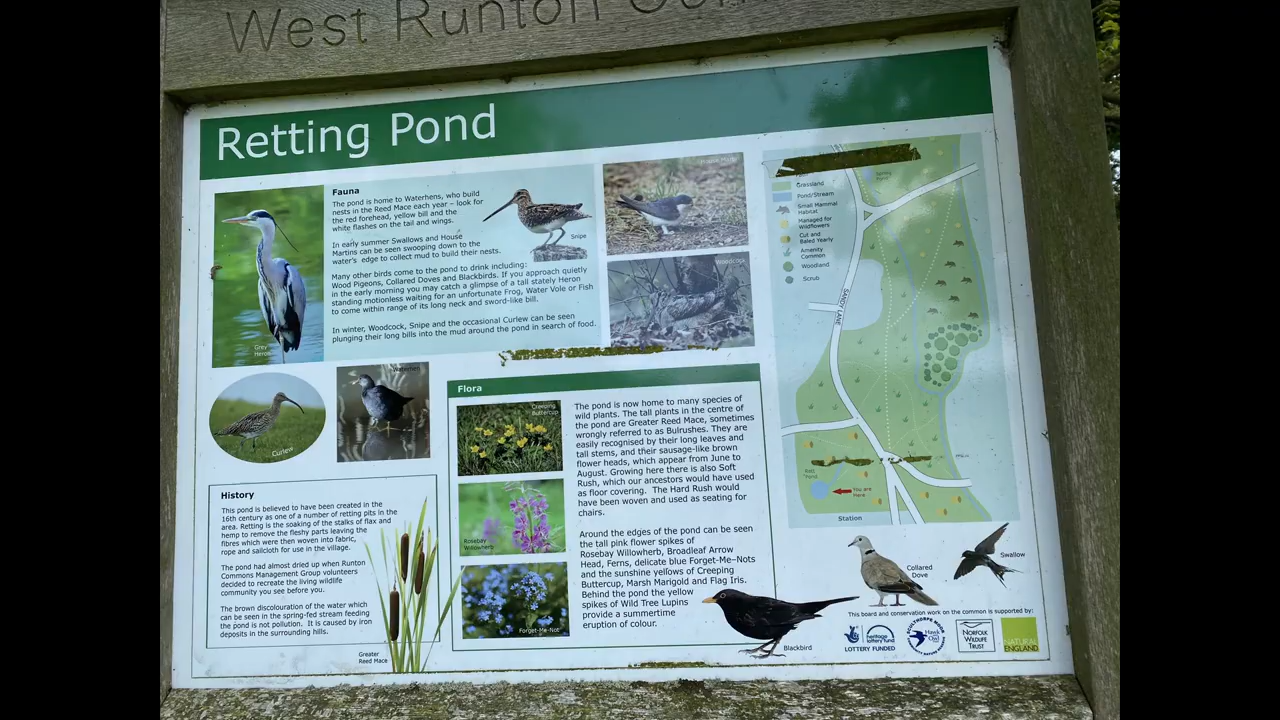 West Runton
Retting Pond
Fauna
The pond is home to Waterhens, who build
nests in the Reed Mace each year – look for
the red forehead, yellow bill and the
white flashes on the tail and wings.
In early summer Swallows and House
Martins can be seen swooping down to the
water's edge to collect mud to build their nests.
Many other birds come to the pond to drink including:
Wood Pigeons, Collared Doves and Blackbirds. If you approach quietly
in the early morning you may catch a glimpse of a tall stately Heron
standing motionless waiting for an unfortunate Frog, Water Vole or Fish
to come within range of its long neck and sword-like bill.
In winter, Woodcock, Snipe and the occasional Curlew can be seen
plunging their long bills into the mud around the pond in search of food.
Grey
Heron
Snipe
House Martin
Woodcock
Curlew
Waterhen
History
This pond is believed to have been created in the
16th century as one of a number of retting pits in the
area. Retting is the soaking of the stalks of flax and
hemp to remove the fleshy parts leaving the
fibres which were then woven into fabric,
rope and sailcloth for use in the village.
The pond had almost dried up when Runton
Commons Management Group volunteers
decided to recreate the living wildlife
community you see before you.
The brown discolouration of the water which
can be seen in the spring-fed stream feeding
the pond is not pollution. It is caused by iron
deposits in the surrounding hills.
Greater
Reed Mace
Flora
Creeping
Buttercup
Rosebay
Willowherb
Forget-Me-Not
The pond is now home to many species of
wild plants. The tall plants in the centre of
the pond are Greater Reed Mace, sometimes
wrongly referred to as Bulrushes. They are
easily recognised by their long leaves and
tall stems, and their sausage-like brown
flower heads, which appear from June to
August. Growing here there is also Soft
Rush, which our ancestors would have used
as floor covering. The Hard Rush would
have been woven and used as seating for
chairs.
Around the edges of the pond can be seen
the tall pink flower spikes of
Rosebay Willowherb, Broadleaf Arrow
Head, Ferns, delicate blue Forget-Me-Nots
and the sunshine yellows of Creeping
Buttercup, Marsh Marigold and Flag Iris.
Behind the pond the yellow
spikes of Wild Tree Lupins
provide a summertime
eruption of colour.
Blackbird
Grassland
Pond/Stream
Small Mammal
Habitat
Managed for
Wildflowers
Cut and
Baled Yearly
Amenity
Common
Woodland
Scrub
SANDY LANE
Pond
You are
Here
Station
Collared
Dove
Swallow
This board and conservation work on the common is supported by:
LOTTERY FUNDED
heritage
lottery fund
SCULTHORPE MOOR
Hawk
NORFOLK
WILDLIFE
TRUST
NATURAL
ENGLAND